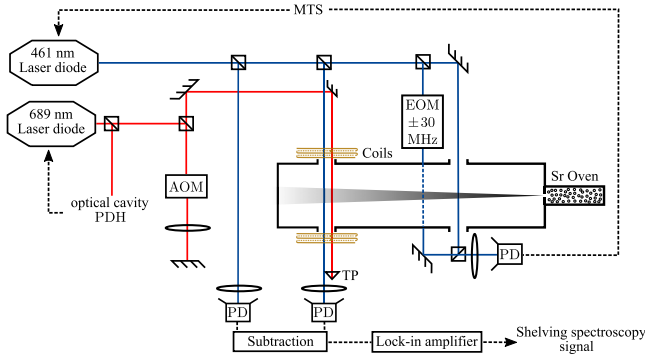 MTS
461 nm
Laser diode
689 nm
Laser diode
EOM
±30
MHz
Coils
Sr Oven
AOM
optical cavity
PDH
TP
PD
PD
PD
Subtraction
Lock-in amplifier
Shelving spectroscopy
signal